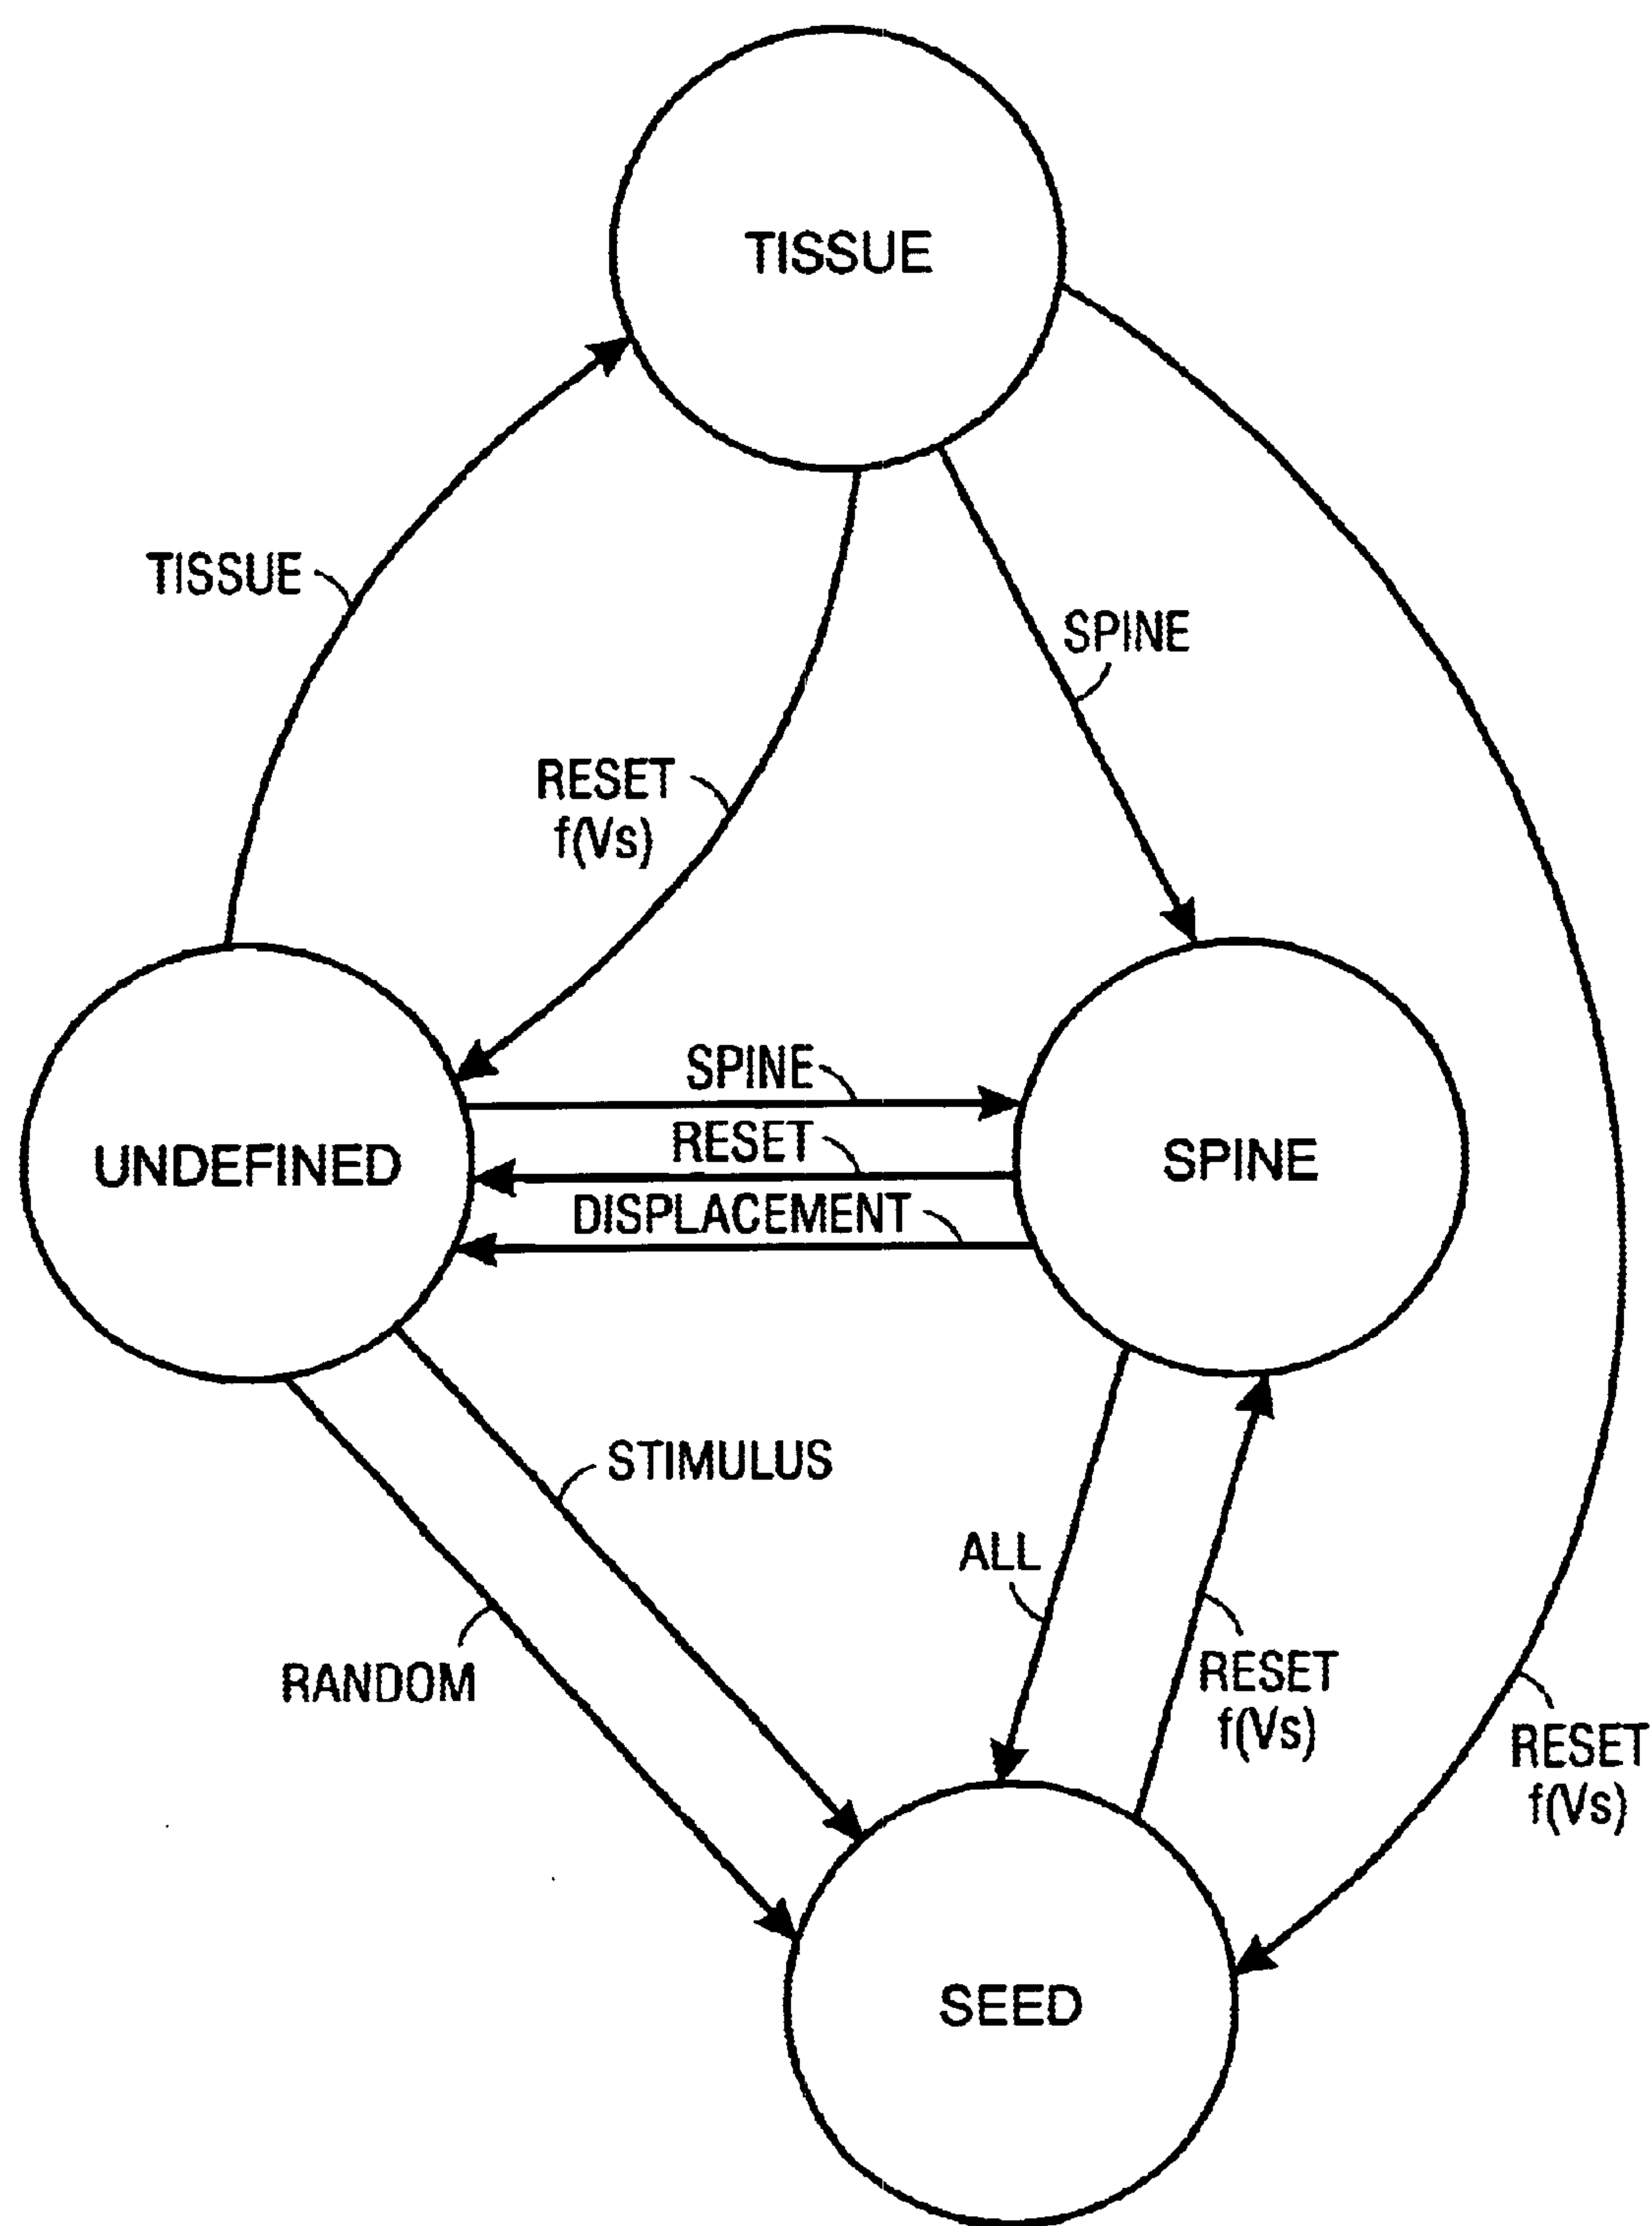 TISSUE
TISSUE
SPINE
RESET
f(Vs)
SPINE
RESET
DISPLACEMENT
UNDEFINED
SPINE
STIMULUS
ALL
RANDOM
RESET
f(Vs)
RESET
f(Vs)
SEED